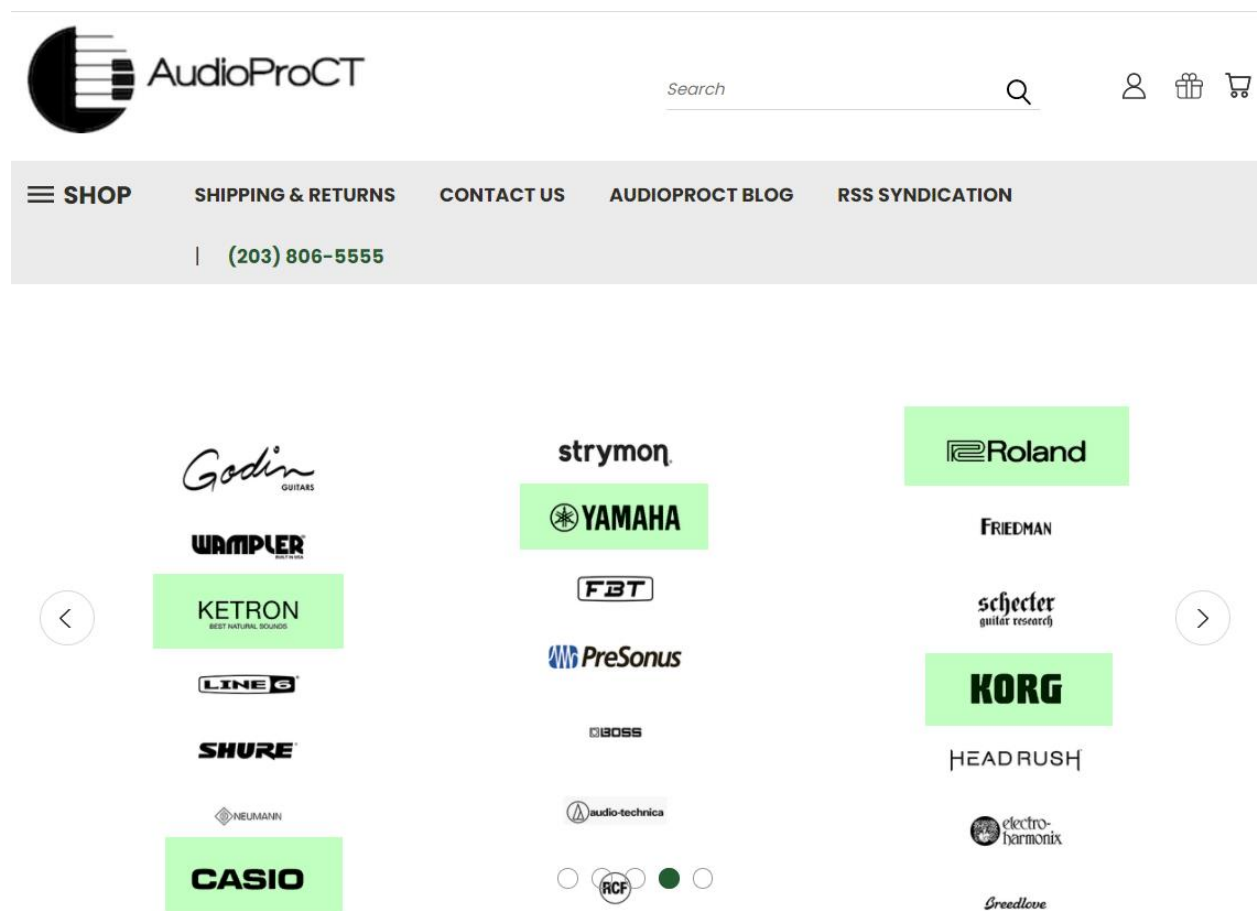 AudioProCT
Search
SHOP
SHIPPING & RETURNS
CONTACT US
AUDIOPROCT BLOG
RSS SYNDICATION
| (203) 806-5555
Godin
GUITARS
WAMPLER
KETRON
BEST NATURAL SOUNDS
LINE 6
SHURE
NEUMANN
CASIO
strymon
YAMAHA
FBT
PreSonus
BOSS
audio-technica
RCF
Roland
FRIEDMAN
schecter
guitar research
KORG
HEADRUSH
electro-
harmonix
Breedlove